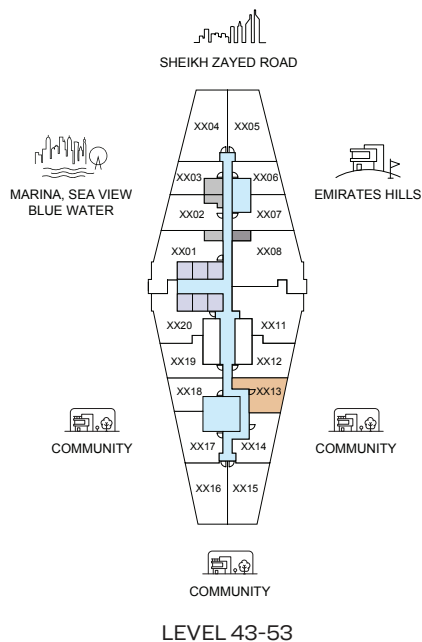 SHEIKH ZAYED ROAD
XX04 XX05
MARINA, SEA VIEW
BLUE WATER
EMIRATES HILLS
XX03 XX06
XX02 XX07
XX01 XX08
XX20 XX11
XX19 XX12
XX18 XX13
COMMUNITY
COMMUNITY
XX17 XX14
XX16 XX15
COMMUNITY
LEVEL 43-53